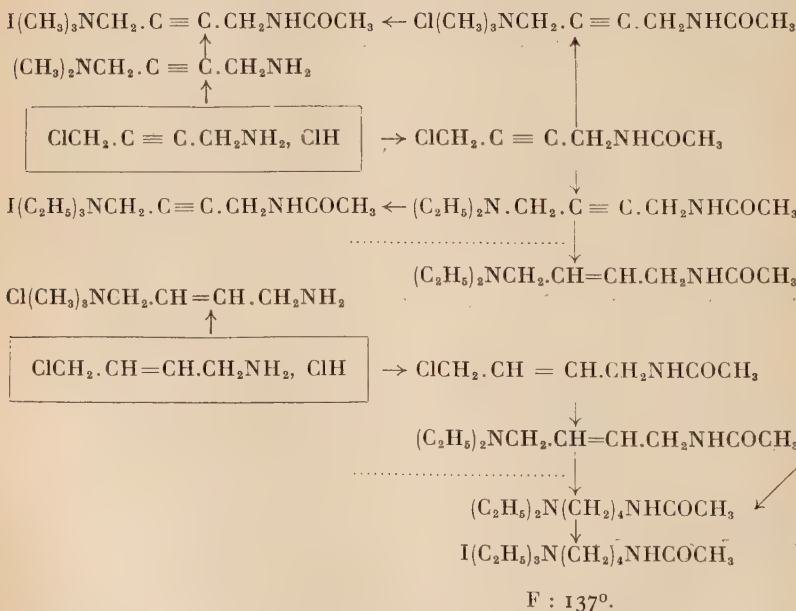 I(CH₃)₃NCH₂.C ≡ C.CH₂NHCOCH₃ ← Cl(CH₃)₃NCH₂.C ≡ C.CH₂NHCOCH₃
(CH₃)₂NCH₂.C ≡ C.CH₂NH₂
ClCH₂.C ≡ C.CH₂NH₂, ClH → ClCH₂.C ≡ C.CH₂NHCOCH₃
I(C₂H₅)₃NCH₂.C≡C.CH₂NHCOCH₃ ← (C₂H₅)₂N.CH₂.C ≡ C.CH₂NHCOCH₃
(C₂H₅)₂NCH₂.CH=CH.CH₂NHCOCH₃
Cl(CH₃)₃NCH₂.CH=CH.CH₂NH₂
ClCH₂.CH=CH.CH₂NH₂, ClH → ClCH₂.CH = CH.CH₂NHCOCH₃
(C₂H₅)₂NCH₂.CH=CH.CH₂NHCOCH₃
(C₂H₅)₂N(CH₂)₄NHCOCH₃
I(C₂H₅)₃N(CH₂)₄NHCOCH₃
F : 137º.